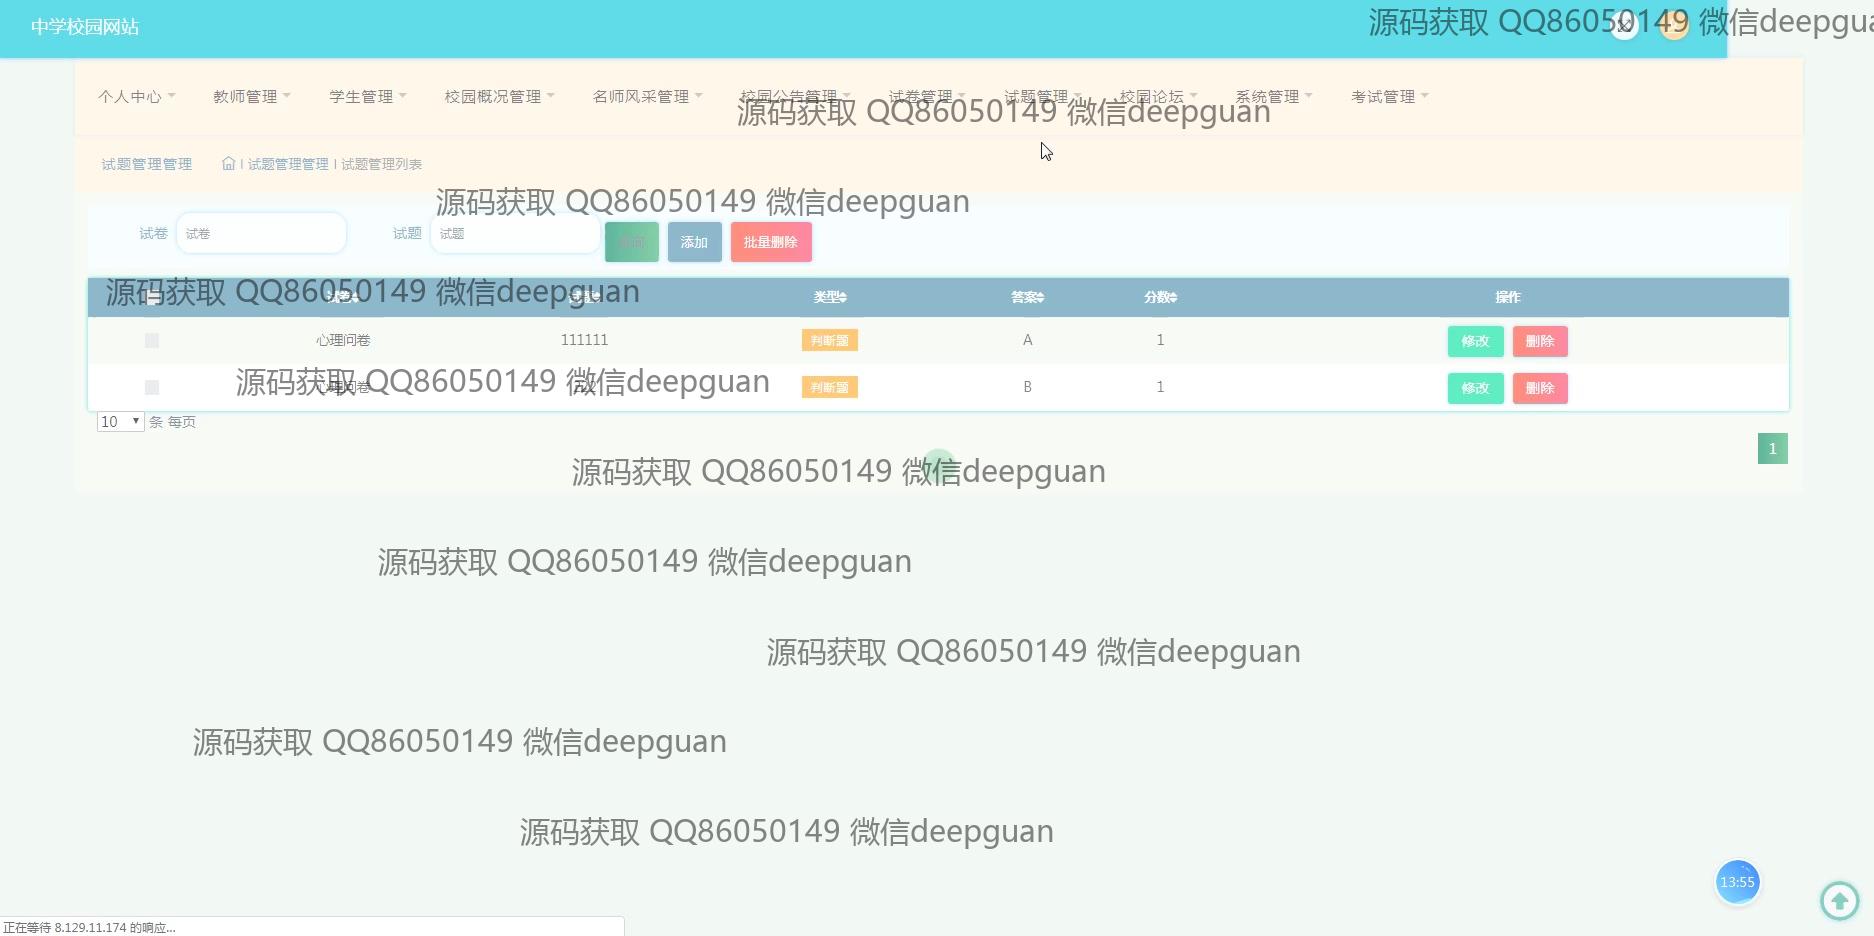 中学校园网站
源码获取 QQ86050149 微信deepgua
个人中心 教师管理 学生管理 校园概况管理 名师风采管理 校园公告管理 试卷管理 试题管理 校园论坛 系统管理 考试管理
源码获取 QQ86050149 微信deepguan
试题管理管理 试题管理管理 试题管理列表
源码获取 QQ86050149 微信deepguan
试卷 试卷 试题 试题 查询 添加 批量删除
源码获取 QQ86050149 微信deepguan
试卷 试题 类型 答案 分数 操作
心理问卷 111111 判断题 A 1 修改 删除
源码获取 QQ86050149 微信deepguan
心理问卷 判断题 B 1 修改 删除
10 条 每页
1
源码获取 QQ86050149 微信deepguan
源码获取 QQ86050149 微信deepguan
源码获取 QQ86050149 微信deepguan
源码获取 QQ86050149 微信deepguan
源码获取 QQ86050149 微信deepguan
13:55
正在等待 8.129.11.174 的响应...